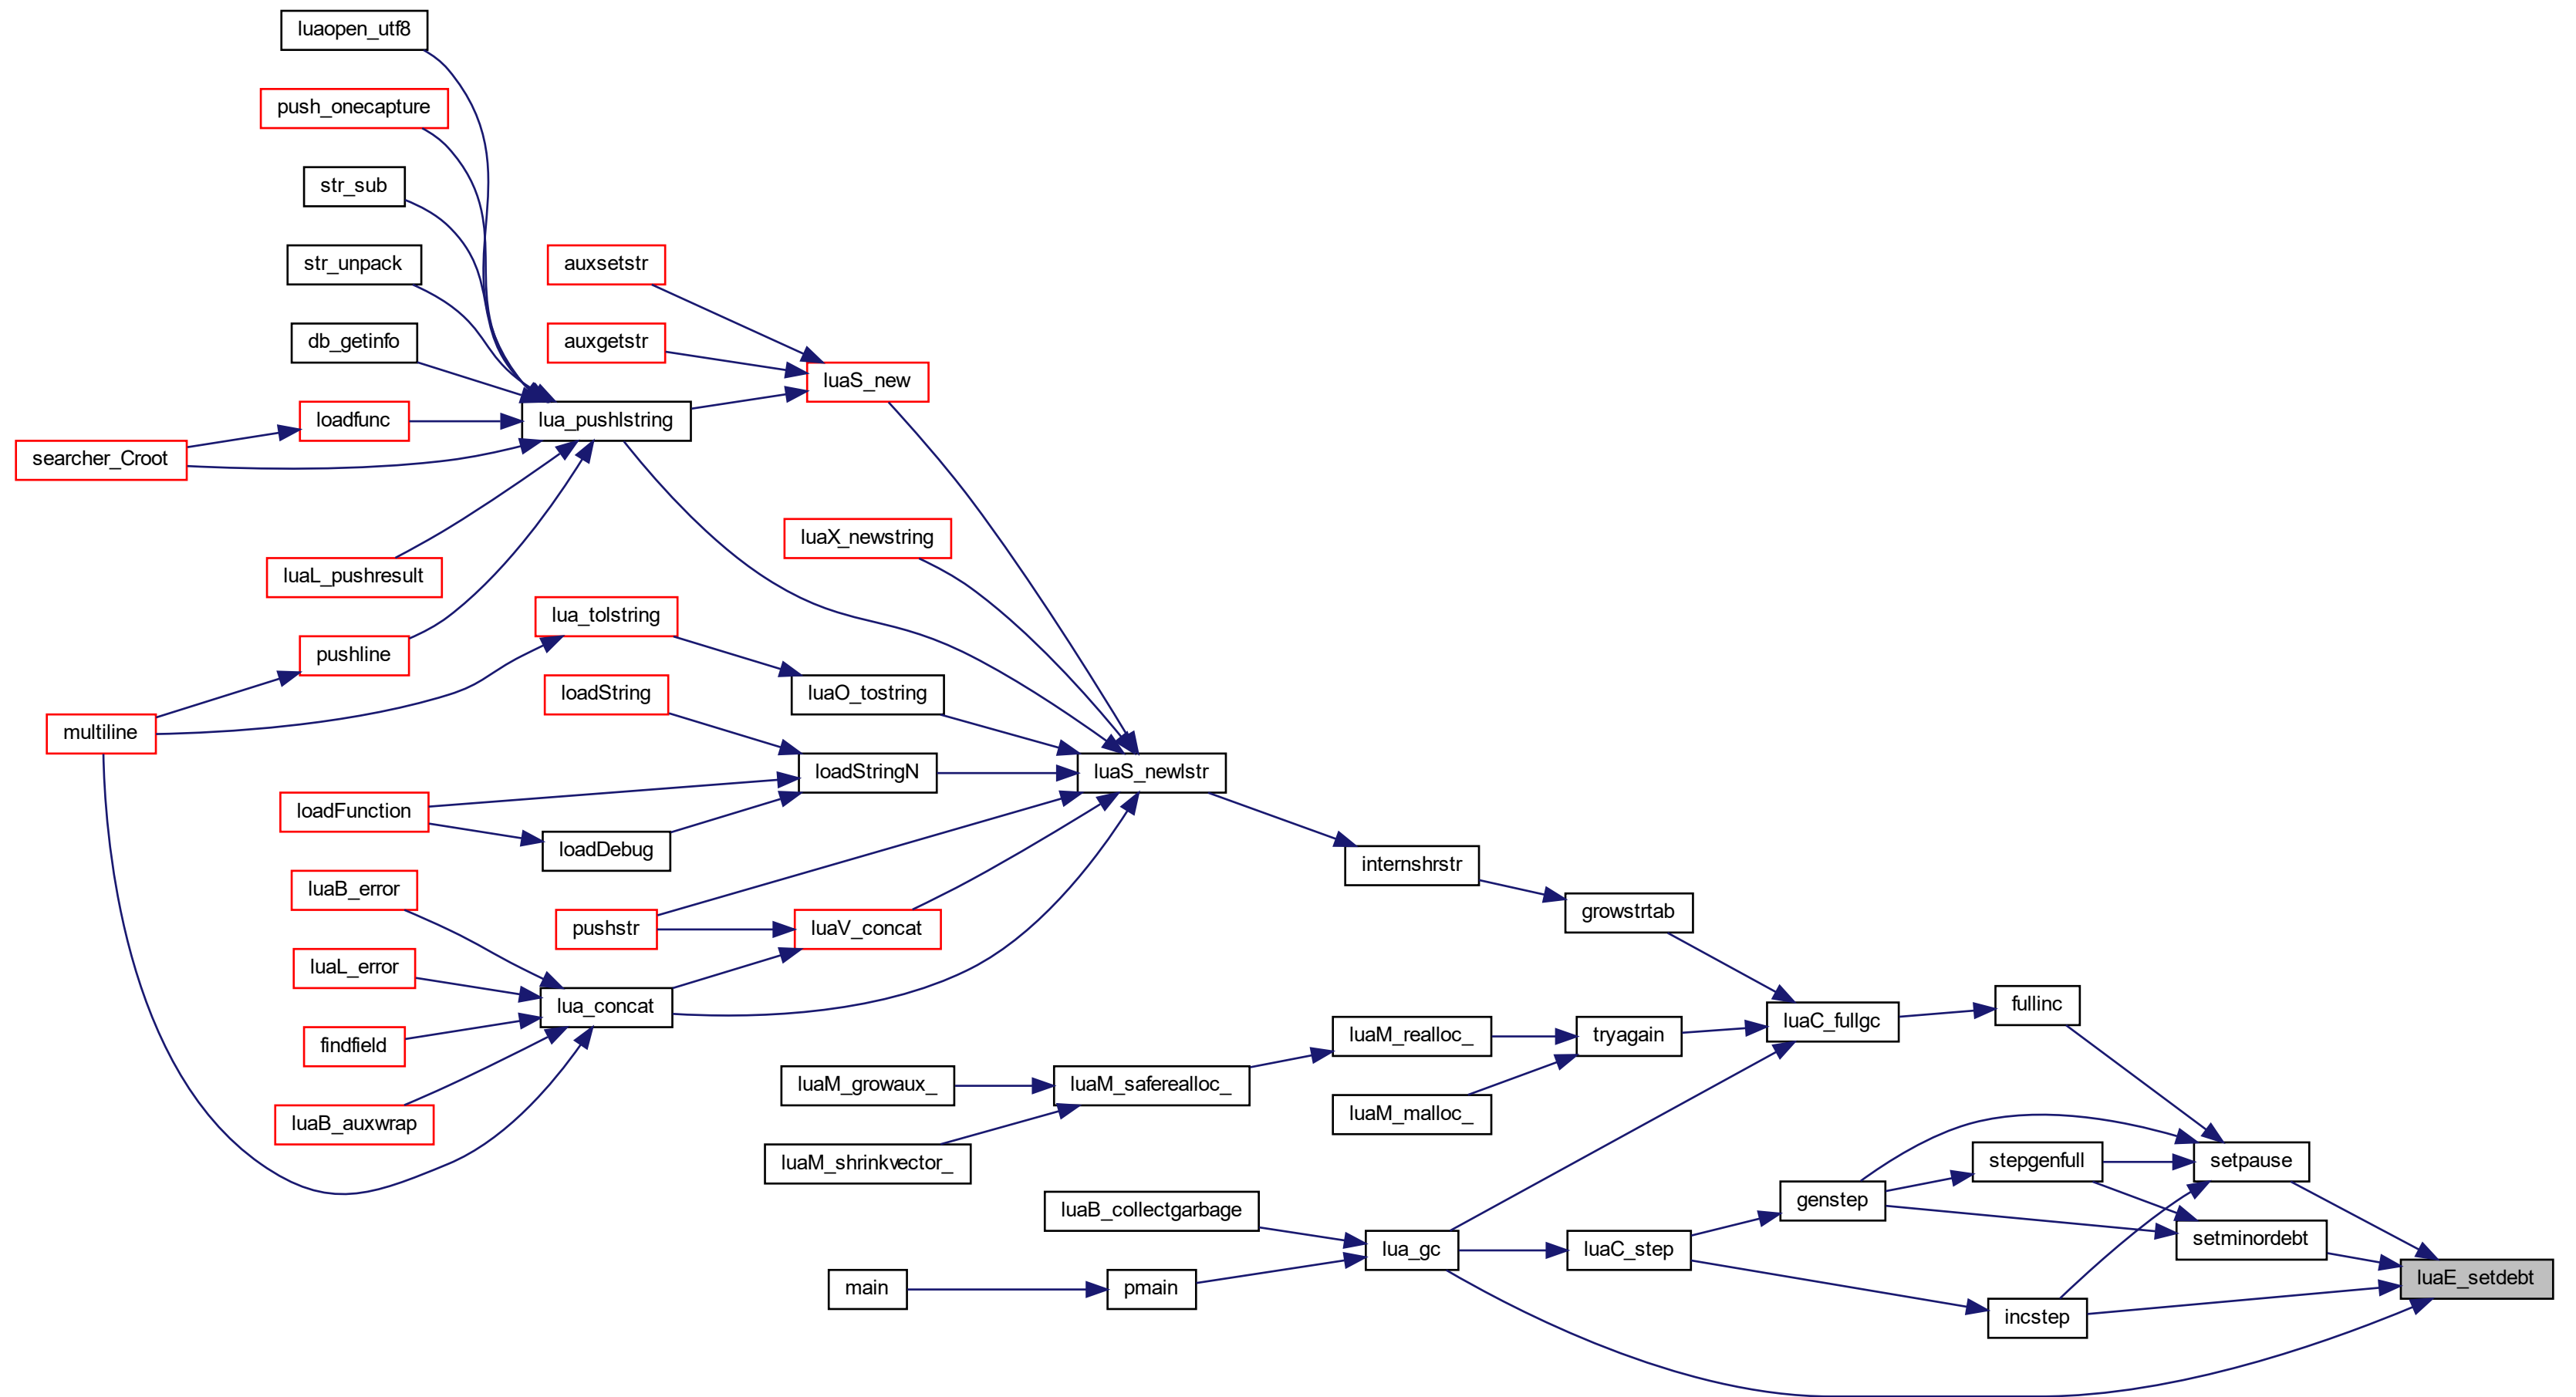 luaopen_utf8
push_onecapture
str_sub
str_unpack
auxsetstr
db_getinfo
auxgetstr
luaS_new
loadfunc
lua_pushlstring
searcher_Croot
luaX_newstring
luaL_pushresult
lua_tolstring
pushline
loadString
luaO_tostring
multiline
loadStringN
luaS_newlstr
loadFunction
loadDebug
internshrstr
luaB_error
growstrtab
pushstr
luaV_concat
luaL_error
lua_concat
fullinc
luaC_fullgc
findfield
luaM_realloc_
tryagain
luaM_growaux_
luaM_saferealloc_
luaB_auxwrap
luaM_malloc_
luaM_shrinkvector_
stepgenfull
setpause
genstep
luaB_collectgarbage
setminordebt
lua_gc
luaC_step
luaE_setdebt
main
pmain
incstep